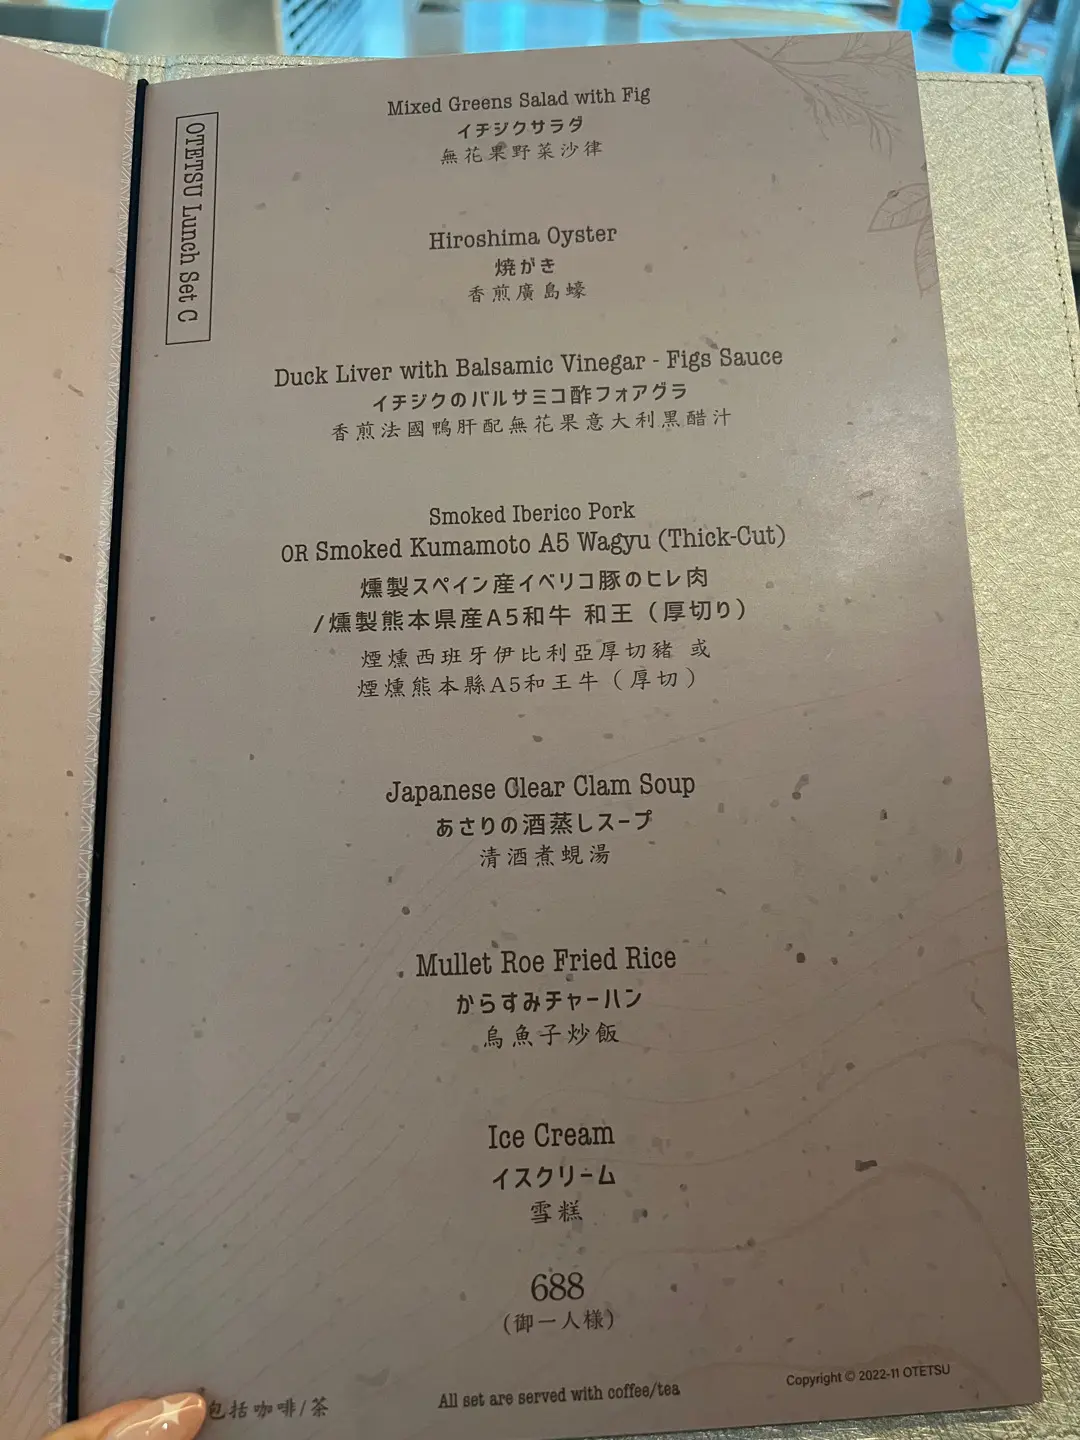 OTETSU Lunch Set C
Mixed Greens Salad with Fig
イチジクサラダ
無花果野菜沙律
Hiroshima Oyster
焼がき
香煎廣島蠔
Duck Liver with Balsamic Vinegar - Figs Sauce
イチジクのバルサミコ酢フォアグラ
香煎法國鴨肝配無花果意大利黑醋汁
Smoked Iberico Pork
OR Smoked Kumamoto A5 Wagyu (Thick-Cut)
燻製スペイン産イベリコ豚のヒレ肉
/燻製熊本県産A5和牛 和王（厚切り）
煙燻西班牙伊比利亞厚切豬 或
煙燻熊本縣A5和王牛（厚切）
Japanese Clear Clam Soup
あさりの酒蒸しスープ
清酒煮蜆湯
Mullet Roe Fried Rice
からすみチャーハン
烏魚子炒飯
Ice Cream
イスクリーム
雪糕
688
(御一人様)
包括咖啡/茶
All set are served with coffee/tea
Copyright © 2022-11 OTETSU